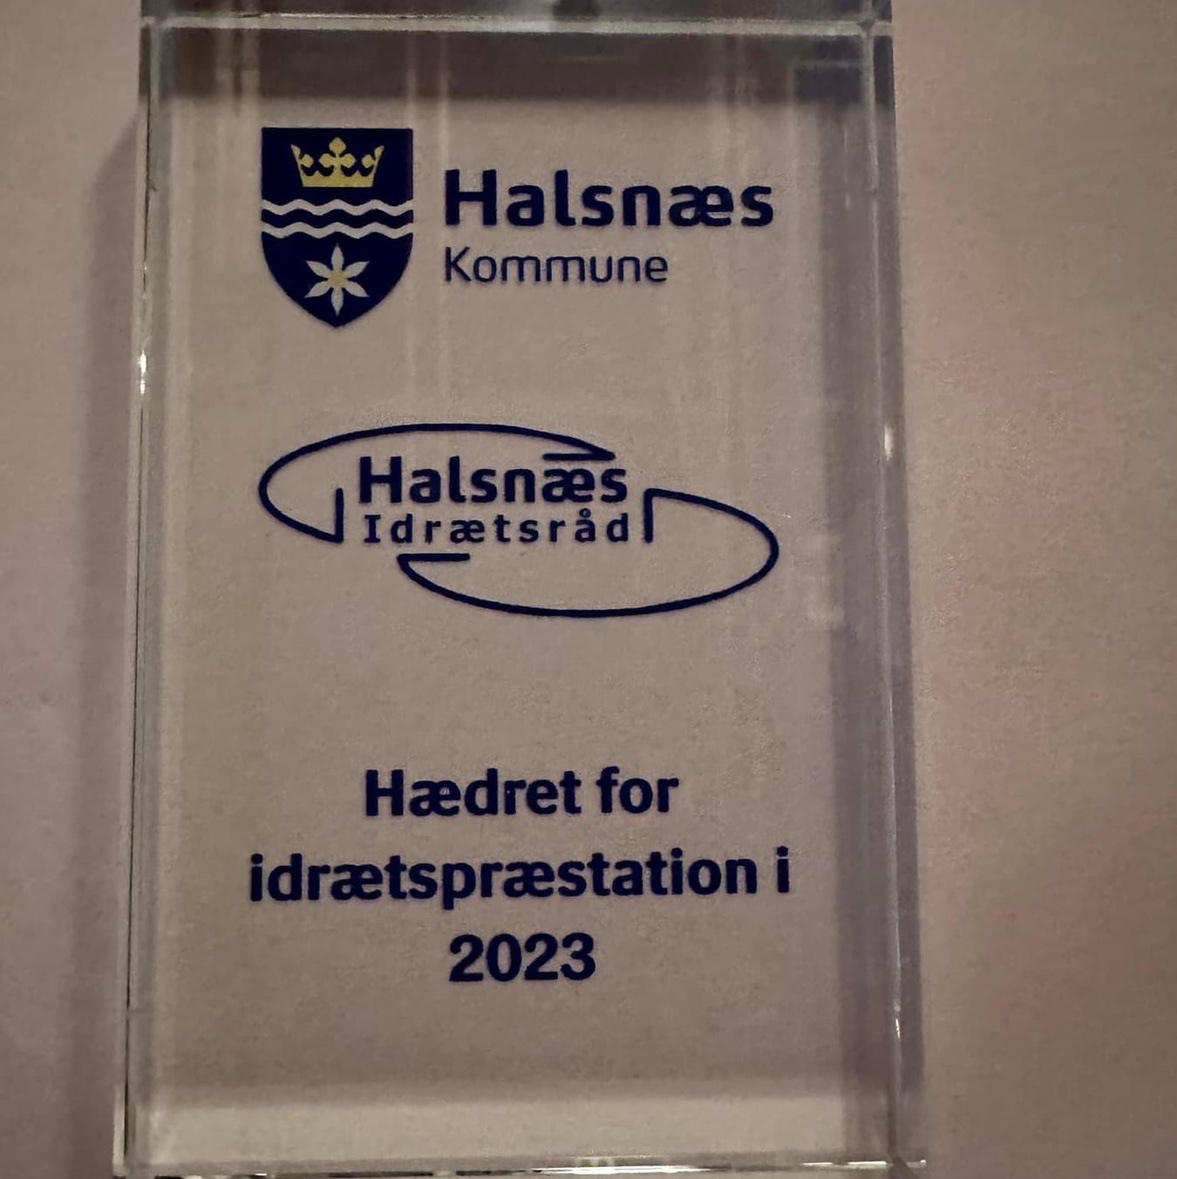 Halsnæs
Kommune
Halsnæs
Idrætsråd
Hædret for
idrætspræstation i
2023